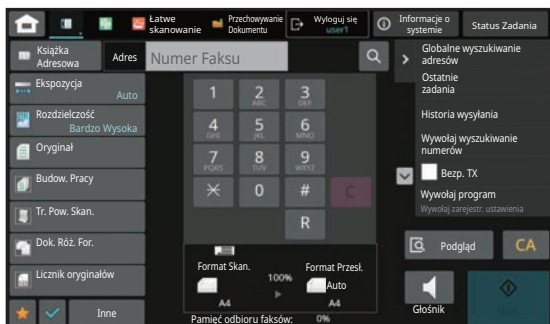 Łatwe
skanowanie
Przechowywanie
Dokumentu
Wyloguj się
user1
Informacje o
systemie
Status Zadania
Książka
Adresowa
Adres
Numer Faksu
Ekspozycja
Auto
Rozdzielczość
Bardzo Wysoka
Oryginał
Budow. Pracy
Tr. Pow. Skan.
Dok. Róż. For.
Licznik oryginałów
Inne
1
2
ABC
3
DEF
4
GHI
5
JKL
6
MNO
7
PQRS
8
TUV
9
WXYZ
0
#
C
R
Format Skan.
100%
Format Przesł.
Auto
A4
A4
Pamięć odbioru faksów: 0%
Globalne wyszukiwanie
adresów
Ostatnie
zadania
Historia wysyłania
Wywołaj wyszukiwanie
numerów
Bezp. TX
Wywołaj program
Wywołaj zarejestr. ustawienia
Podgląd
CA
Głośnik
Start